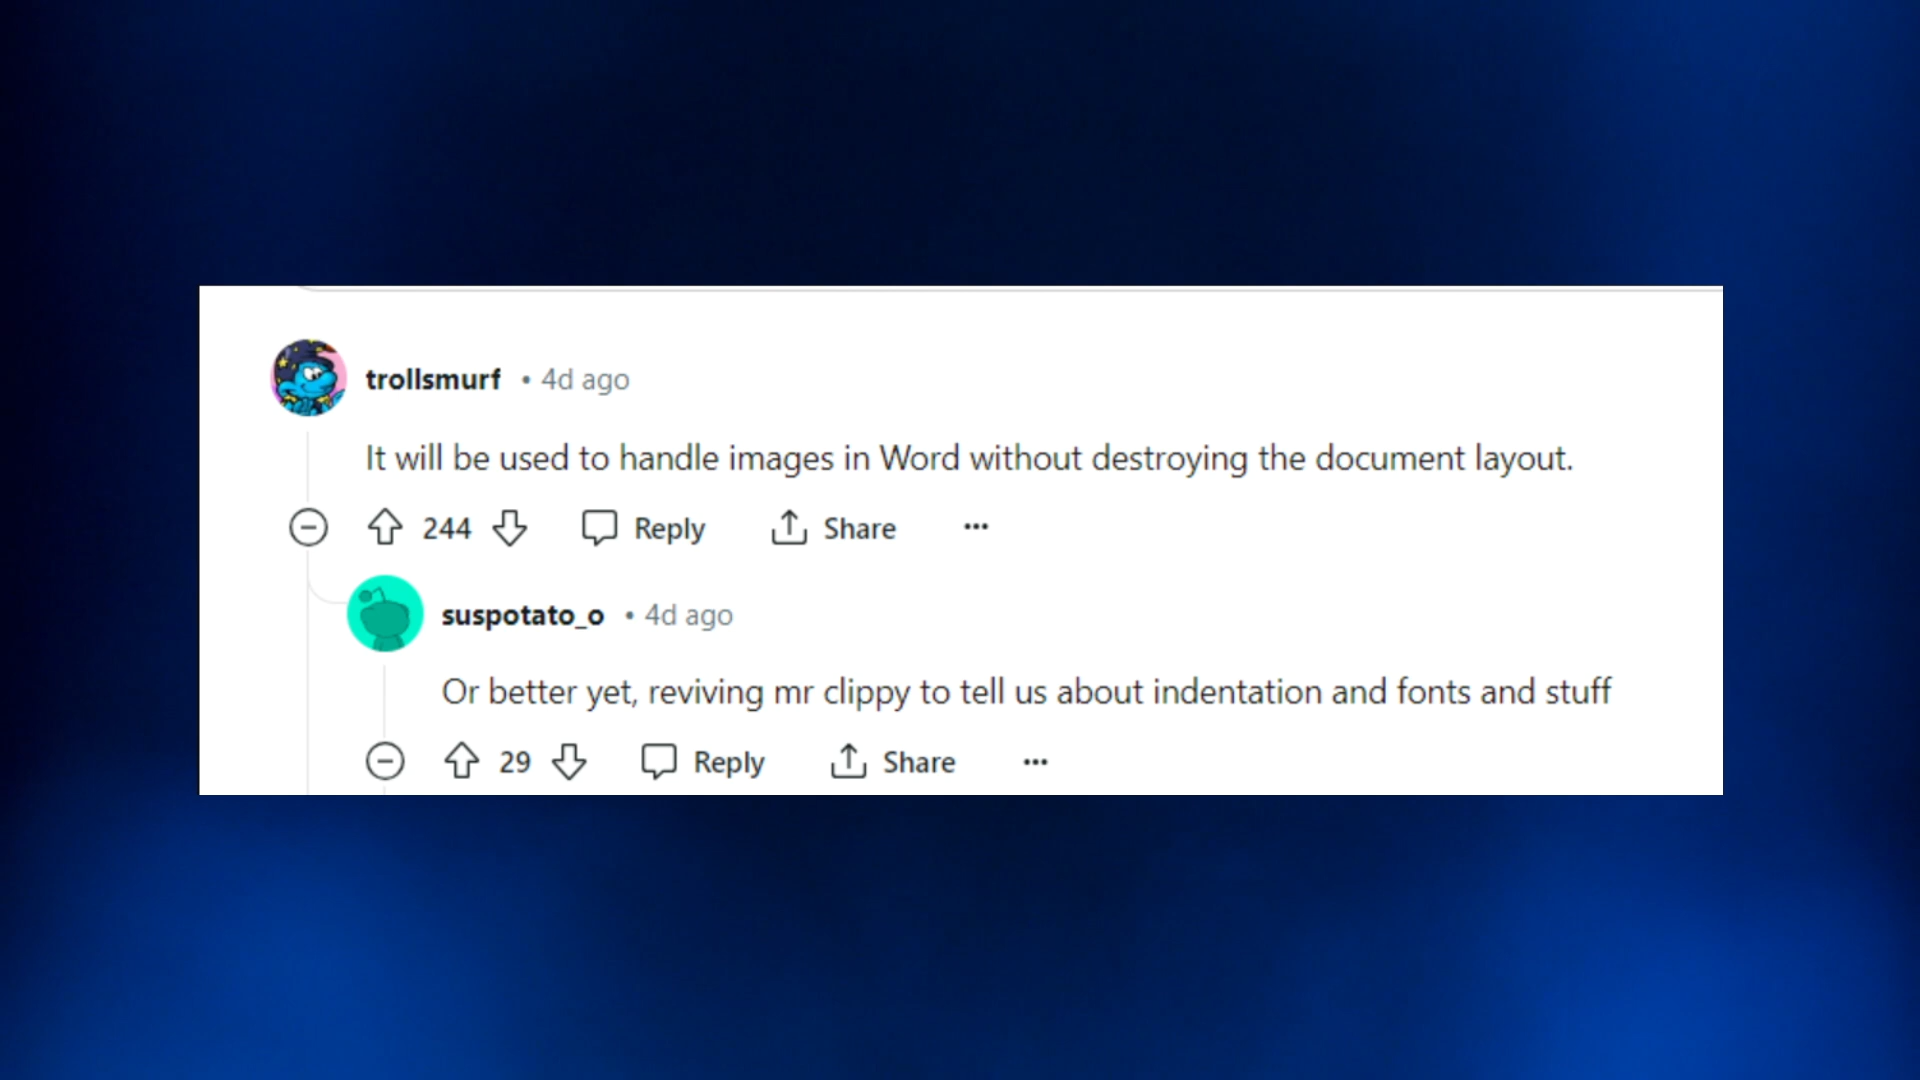 trollsmurf • 4d ago
It will be used to handle images in Word without destroying the document layout.
244 Reply Share ...
suspotato_o • 4d ago
Or better yet, reviving mr clippy to tell us about indentation and fonts and stuff
29 Reply Share ...